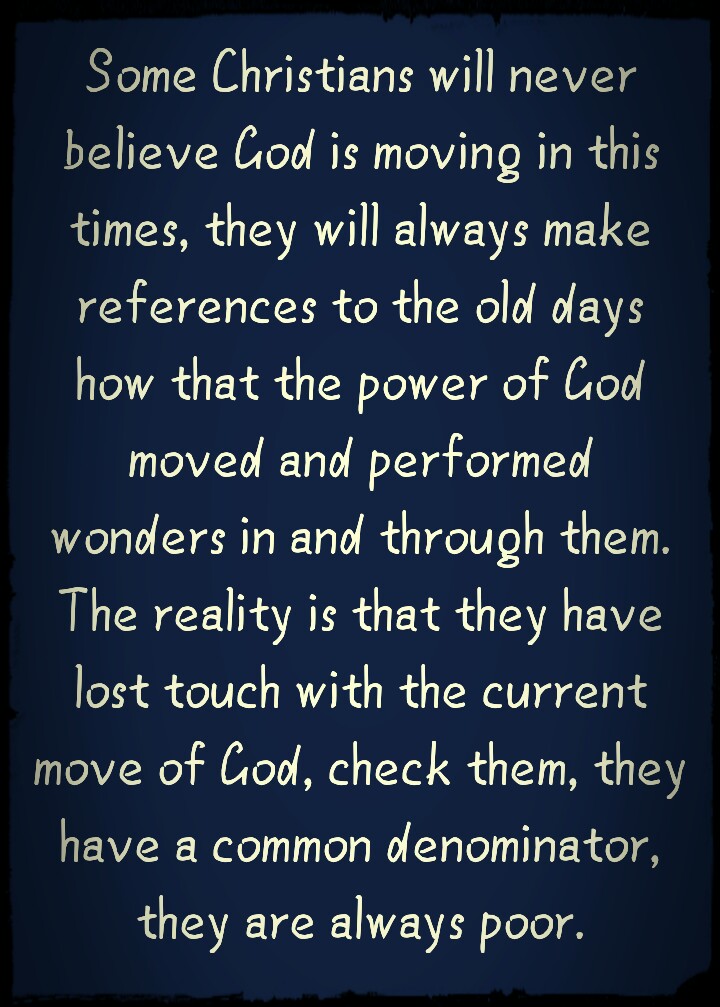 Some Christians will never
believe God is moving in this
times, they will always make
references to the old days
how that the power of God
moved and performed
wonders in and through them.
The reality is that they have
lost touch with the current
move of God, check them, they
have a common denominator,
they are always poor.